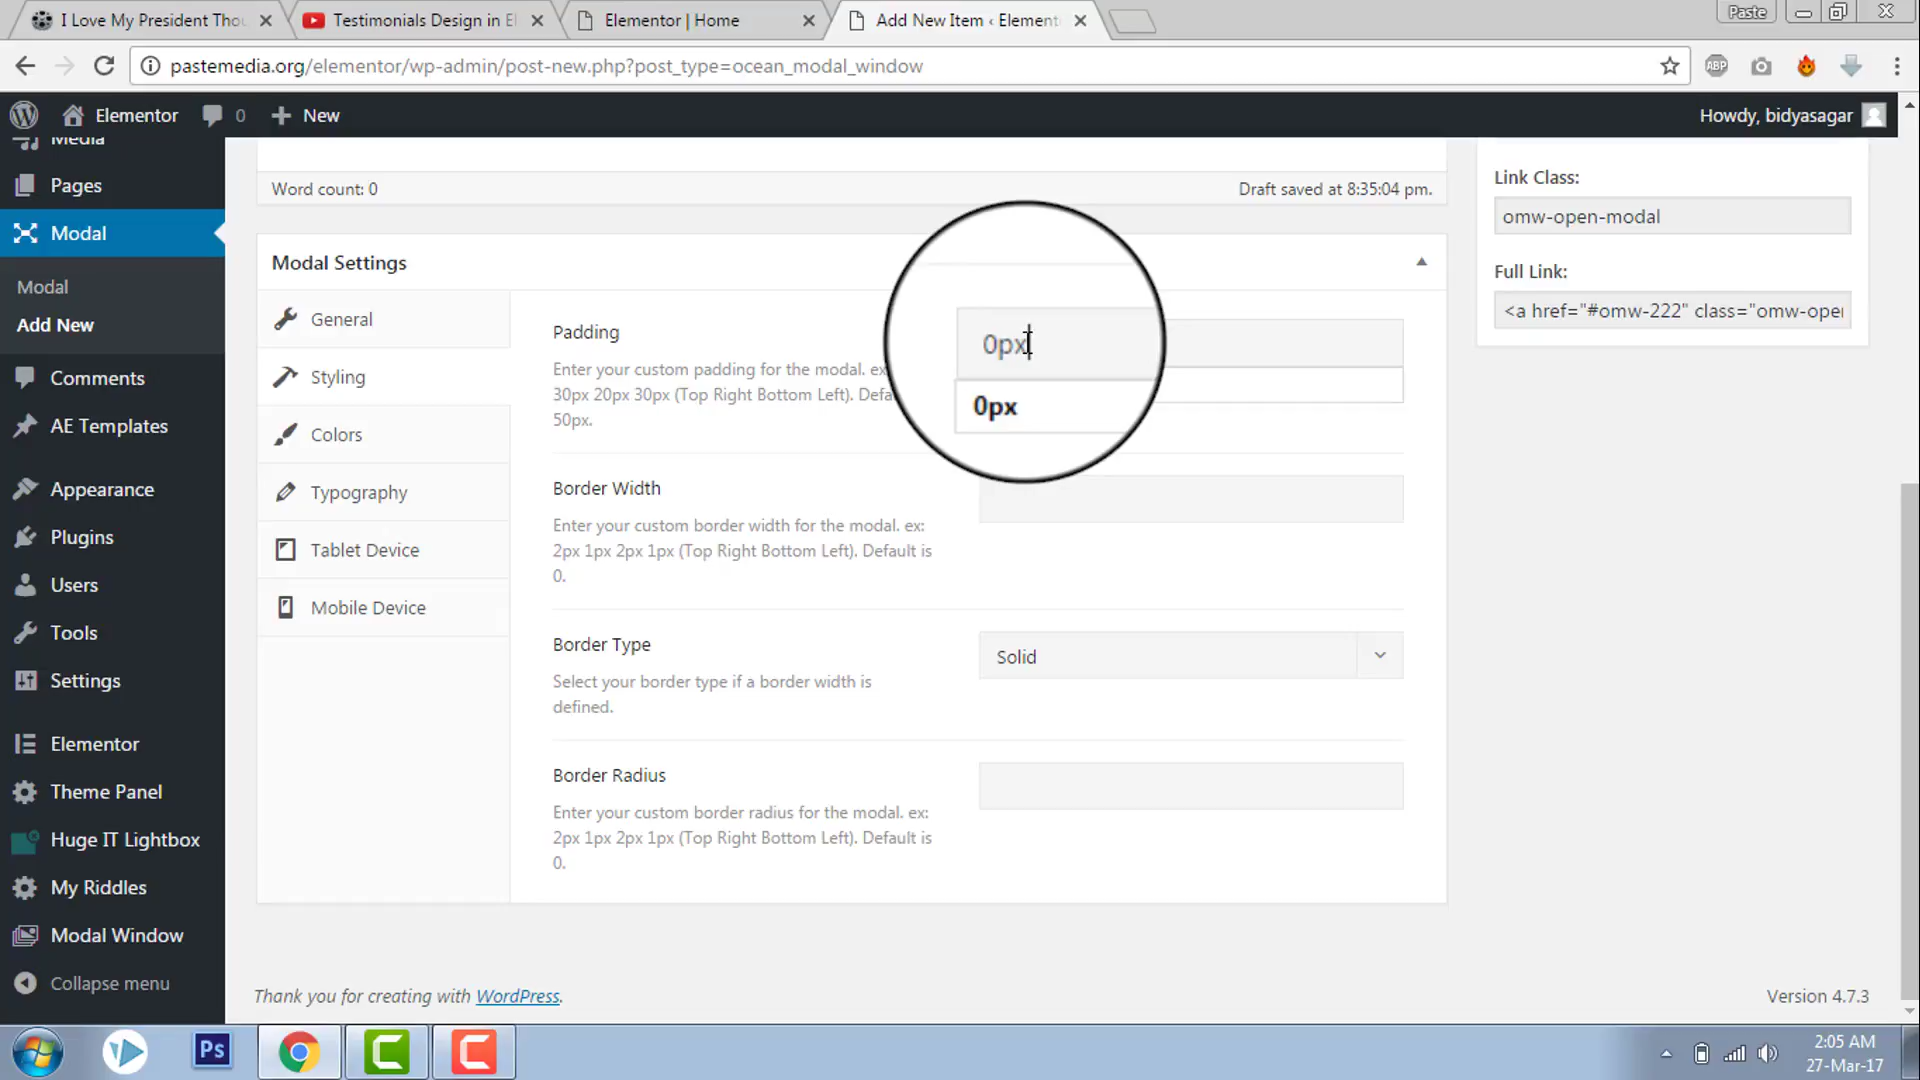 I Love My President Thou
Testimonials Design in El
Elementor | Home
Add New Item ‹ Element
Paste
pastemedia.org/elementor/wp-admin/post-new.php?post_type=ocean_modal_window
ABP
Elementor
0
New
Howdy, bidyasagar
Media
Pages
Modal
Modal
Add New
Comments
AE Templates
Appearance
Plugins
Users
Tools
Settings
Elementor
Theme Panel
Huge IT Lightbox
My Riddles
Modal Window
Collapse menu
Word count: 0
Draft saved at 8:35:04 pm.
Modal Settings
General
Styling
Colors
Typography
Tablet Device
Mobile Device
Padding
Enter your custom padding for the modal. ex
30px 20px 30px (Top Right Bottom Left). Defa
50px.
0px
0px
Border Width
Enter your custom border width for the modal. ex:
2px 1px 2px 1px (Top Right Bottom Left). Default is
0.
Border Type
Select your border type if a border width is
defined.
Solid
Border Radius
Enter your custom border radius for the modal. ex:
2px 1px 2px 1px (Top Right Bottom Left). Default is
0.
Link Class:
omw-open-modal
Full Link:
<a href="#omw-222" class="omw-open
Thank you for creating with WordPress.
Version 4.7.3
Ps
2:05 AM
27-Mar-17